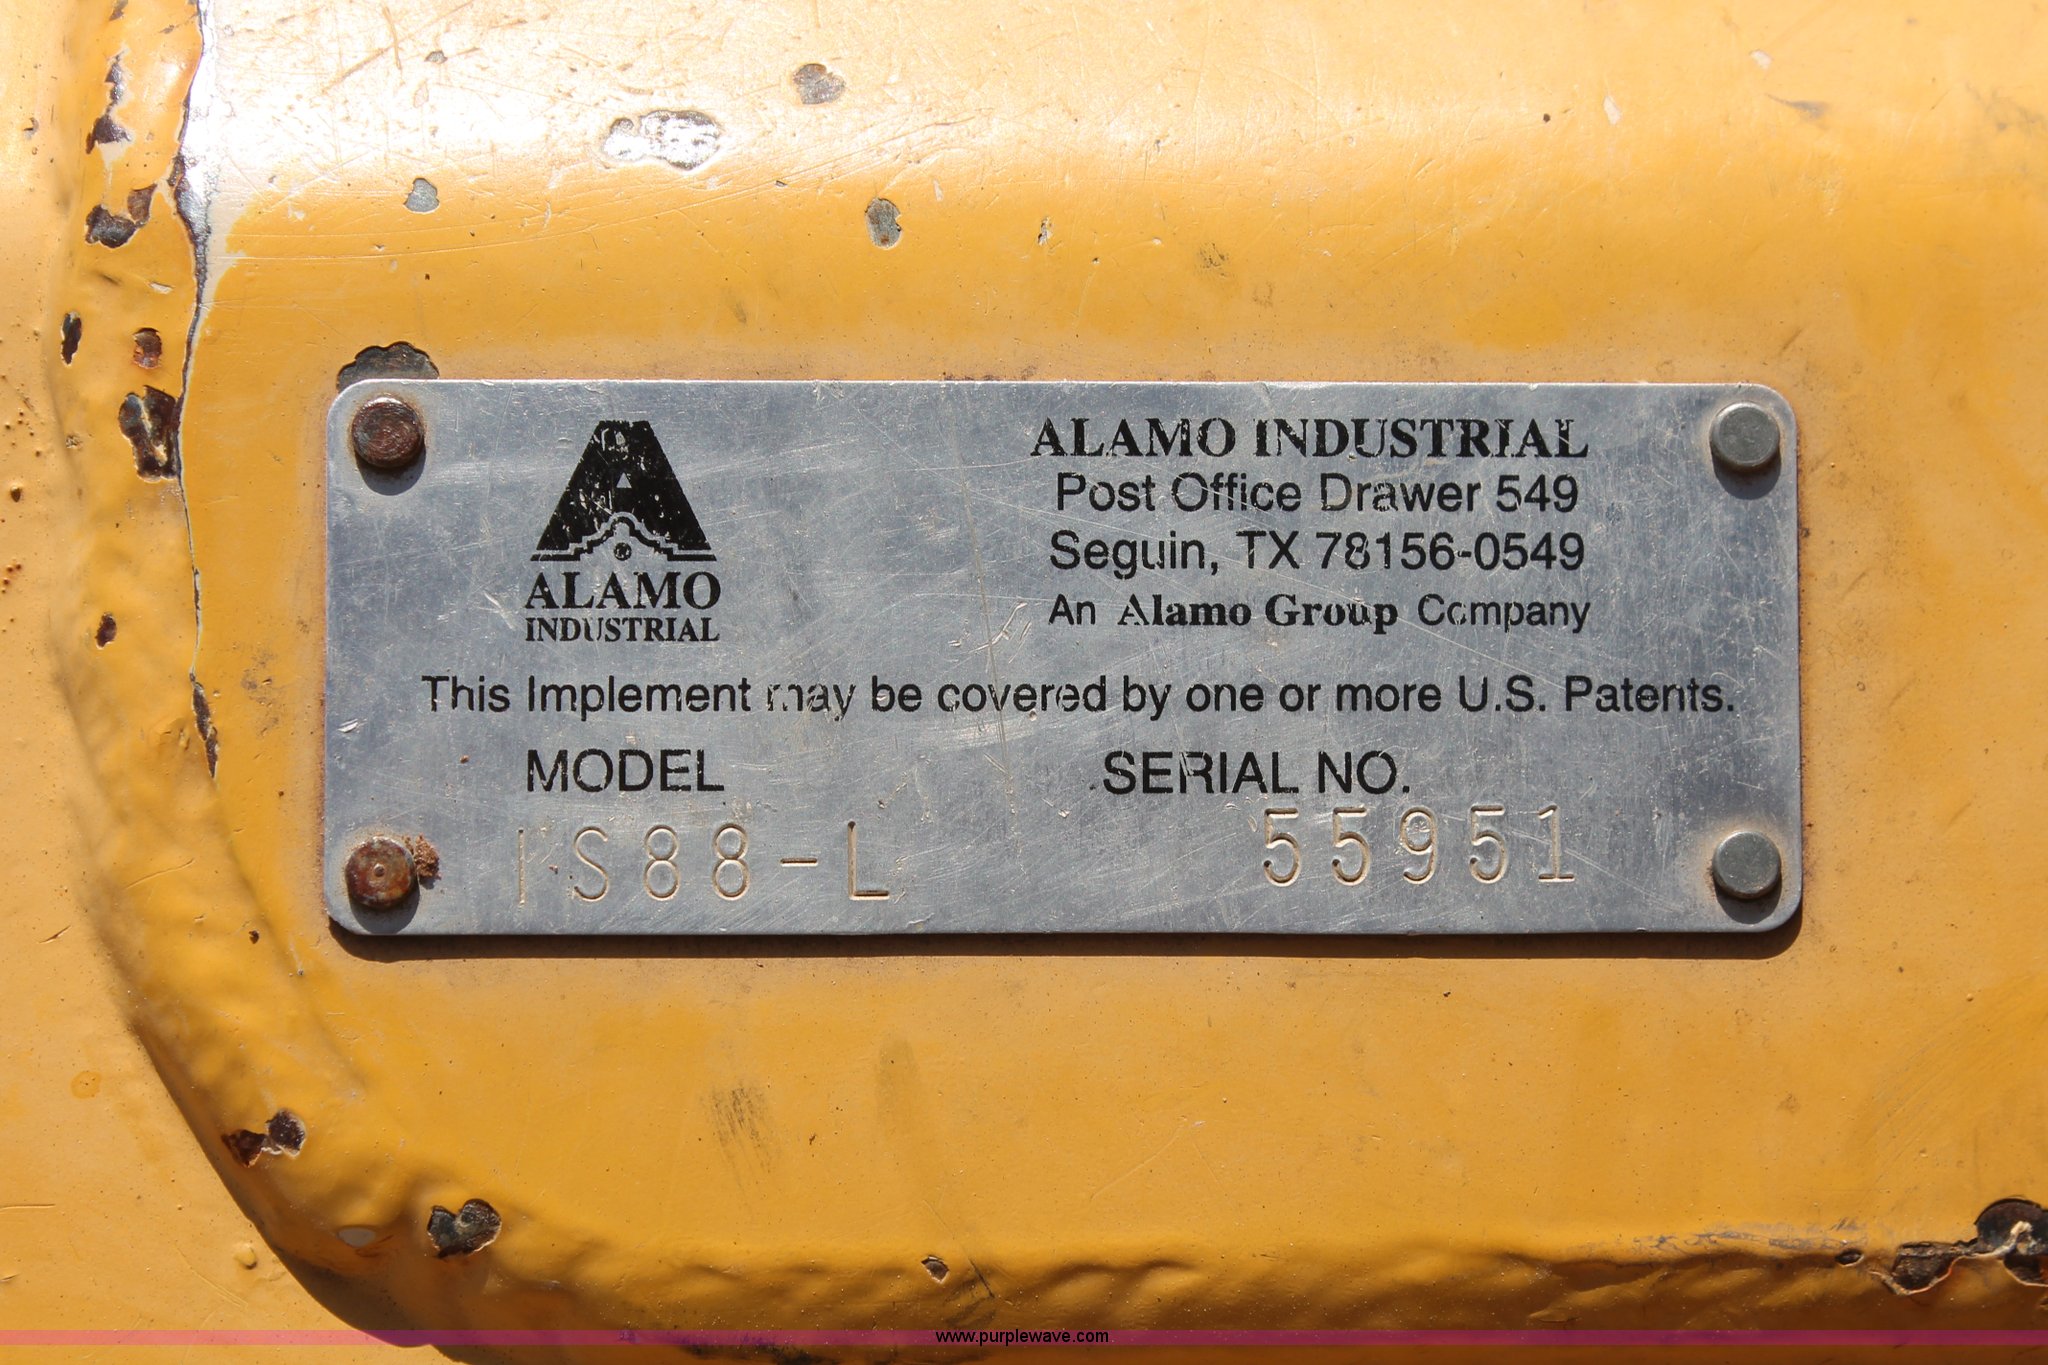 ALAMO
INDUSTRIAL
ALAMO INDUSTRIAL
Post Office Drawer 549
Seguin, TX 78156-0549
An Alamo Group Company
This Implement may be covered by one or more U.S. Patents.
MODEL SERIAL NO.
IS88-L 55951
www.purplewave.com